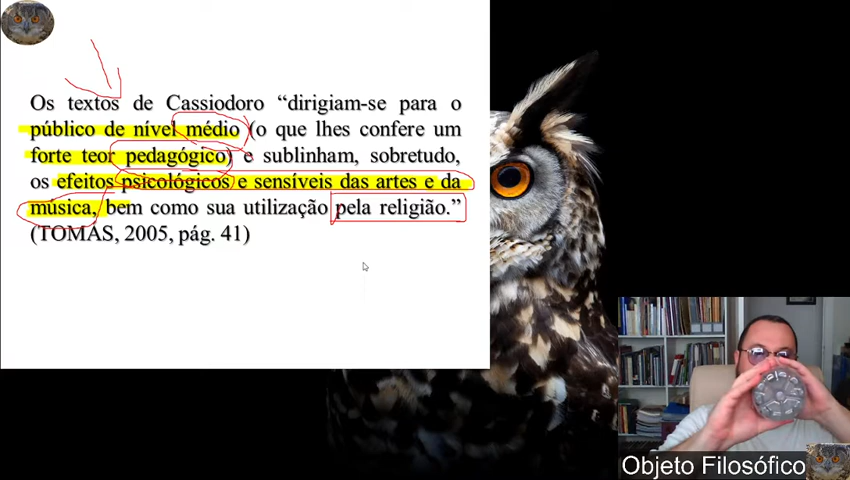 Os textos de Cassiodoro “dirigiam-se para o
público de nível médio (o que lhes confere um
forte teor pedagógico) e sublinham, sobretudo,
os efeitos psicológicos e sensíveis das artes e da
música, bem como sua utilização pela religião.”
(TOMÁS, 2005, pág. 41)
Objeto Filosófico